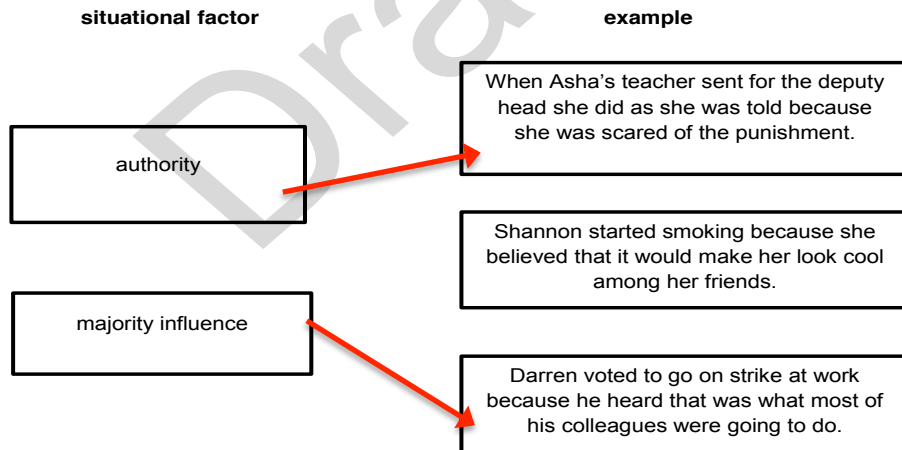 situational factor
example
When Asha's teacher sent for the deputy
head she did as she was told because
she was scared of the punishment.
authority
Shannon started smoking because she
believed that it would make her look cool
among her friends.
majority influence
Darren voted to go on strike at work
because he heard that was what most of
his colleagues were going to do.
Dra